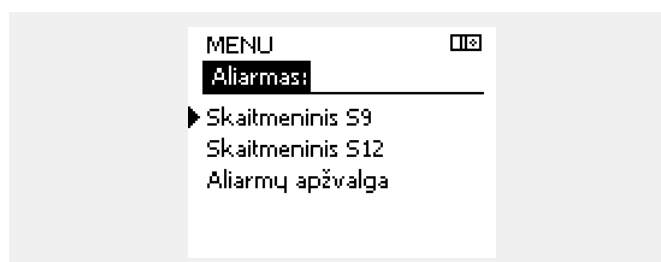 MENU
Aliarmas:
Skaitmeninis S9
Skaitmeninis S12
Aliarmų apžvalga